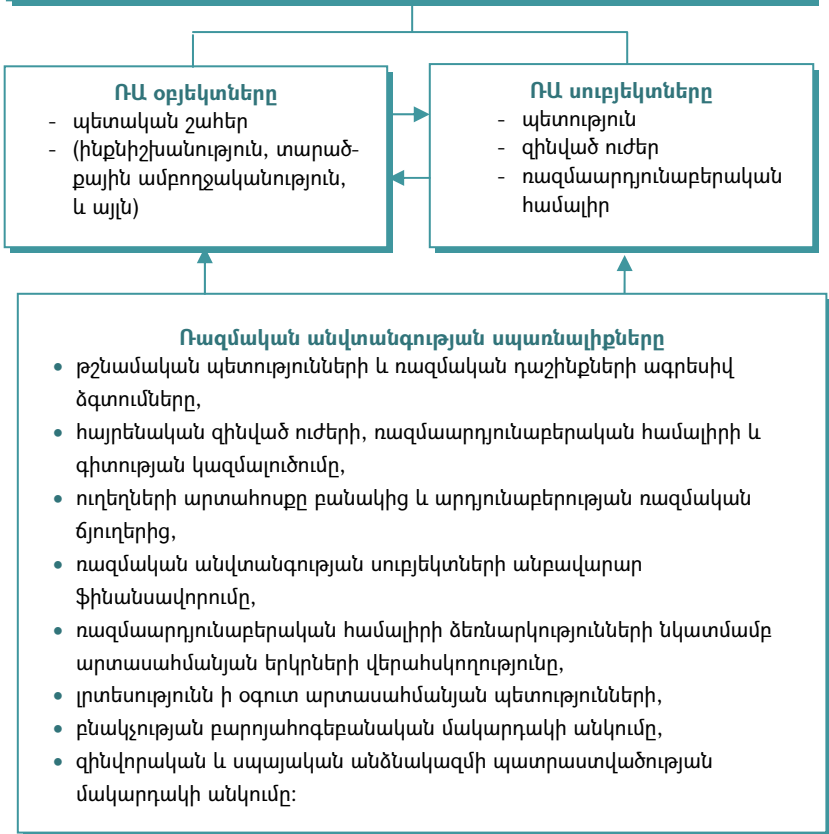 ՌԱ օբյեկտները
- պետական շահեր
- (ինքնիշխանություն, տարած-
քային ամբողջականություն,
և այլն)
ՌԱ սուբյեկտները
- պետություն
- զինված ուժեր
- ռազմաարդյունաբերական
համալիր
Ռազմական անվտանգության սպառնալիքները
• թշնամական պետությունների և ռազմական դաշինքների ագրեսիվ
ձգտումները,
• հայրենական զինված ուժերի, ռազմաարդյունաբերական համալիրի և
գիտության կազմալուծումը,
• ուղեղների արտահոսքը բանակից և արդյունաբերության ռազմական
ճյուղերից,
• ռազմական անվտանգության սուբյեկտների անբավարար
ֆինանսավորումը,
• ռազմաարդյունաբերական համալիրի ձեռնարկությունների նկատմամբ
արտասահմանյան երկրների վերահսկողությունը,
• լրտեսությունն ի օգուտ արտասահմանյան պետությունների,
• բնակչության բարոյահոգեբանական մակարդակի անկումը,
• զինվորական և սպայական անձնակազմի պատրաստվածության
մակարդակի անկումը: